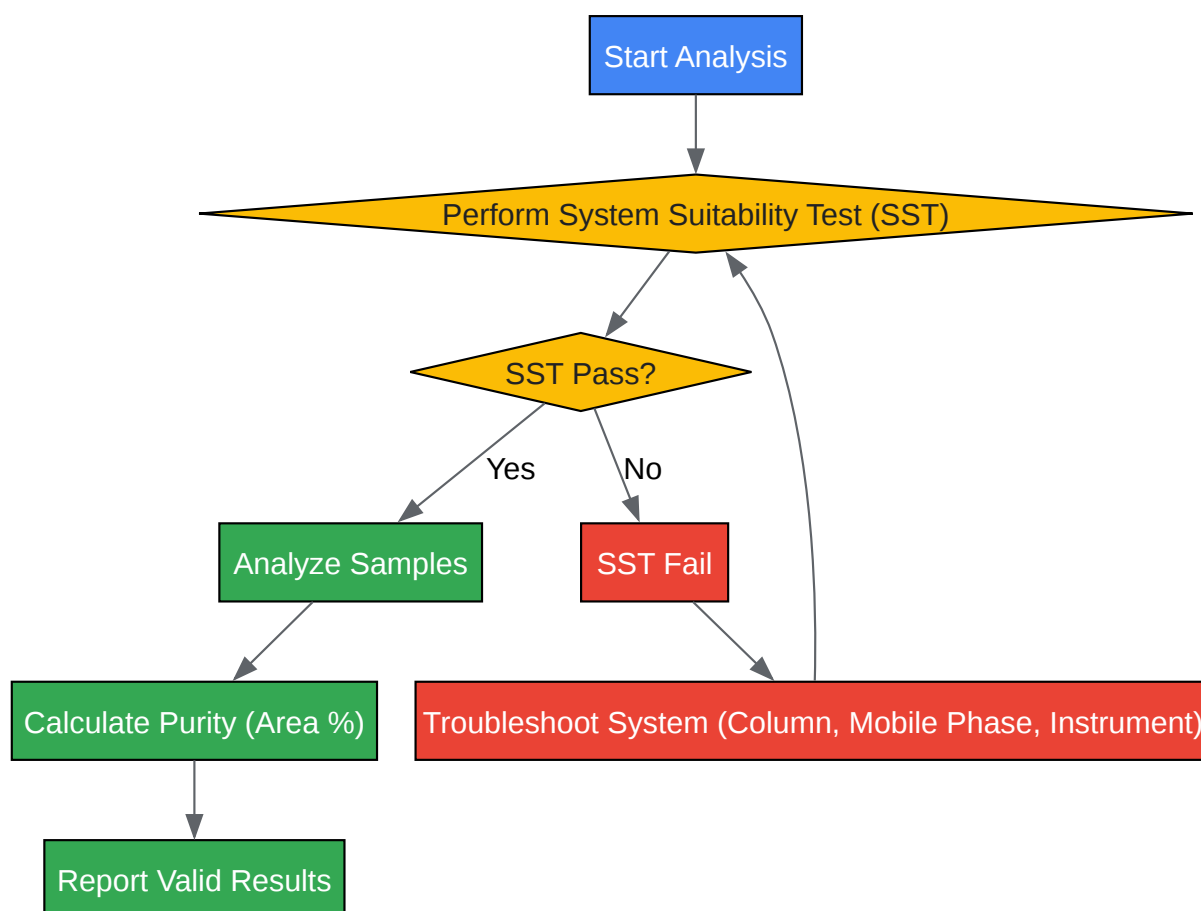 Start Analysis
Perform System Suitability Test (SST)
SST Pass?
Yes
No
Analyze Samples
SST Fail
Calculate Purity (Area %)
Troubleshoot System (Column, Mobile Phase, Instrument)
Report Valid Results